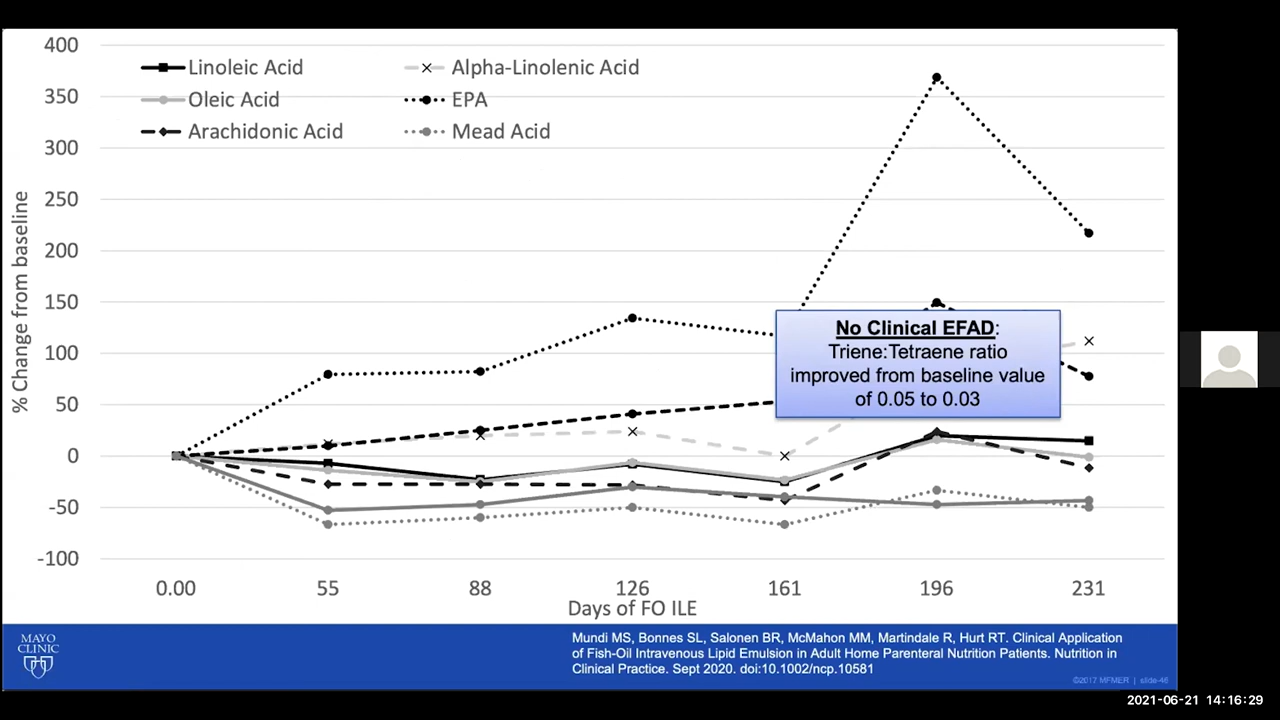 400
350
300
250
200
150
100
50
0
-50
-100
% Change from baseline
Linoleic Acid
Alpha-Linolenic Acid
Oleic Acid
EPA
Arachidonic Acid
Mead Acid
No Clinical EFAD:
Triene:Tetraene ratio
improved from baseline value
of 0.05 to 0.03
0.00 55 88 126 161 196 231
Days of FO ILE
MAYO
CLINIC
Mundi MS, Bonnes SL, Salonen BR, McMahon MM, Martindale R, Hurt RT. Clinical Application
of Fish-Oil Intravenous Lipid Emulsion in Adult Home Parenteral Nutrition Patients. Nutrition in
Clinical Practice. Sept 2020. doi:10.1002/ncp.10581
©2017 MFMER | slide-46
2021-06-21 14:16:29